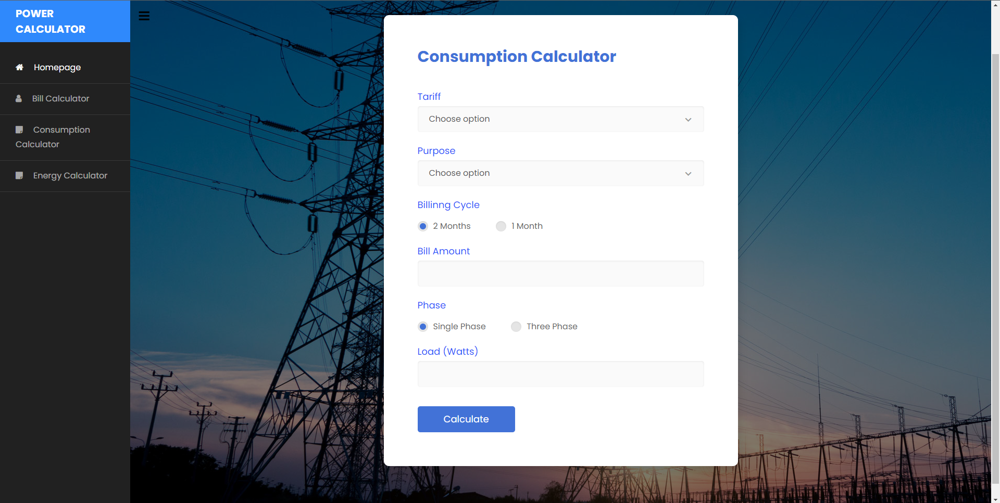 POWER
CALCULATOR
Homepage
Bill Calculator
Consumption
Calculator
Energy Calculator
Consumption Calculator
Tariff
Choose option
Purpose
Choose option
Billinng Cycle
2 Months 1 Month
Bill Amount
Phase
Single Phase Three Phase
Load (Watts)
Calculate